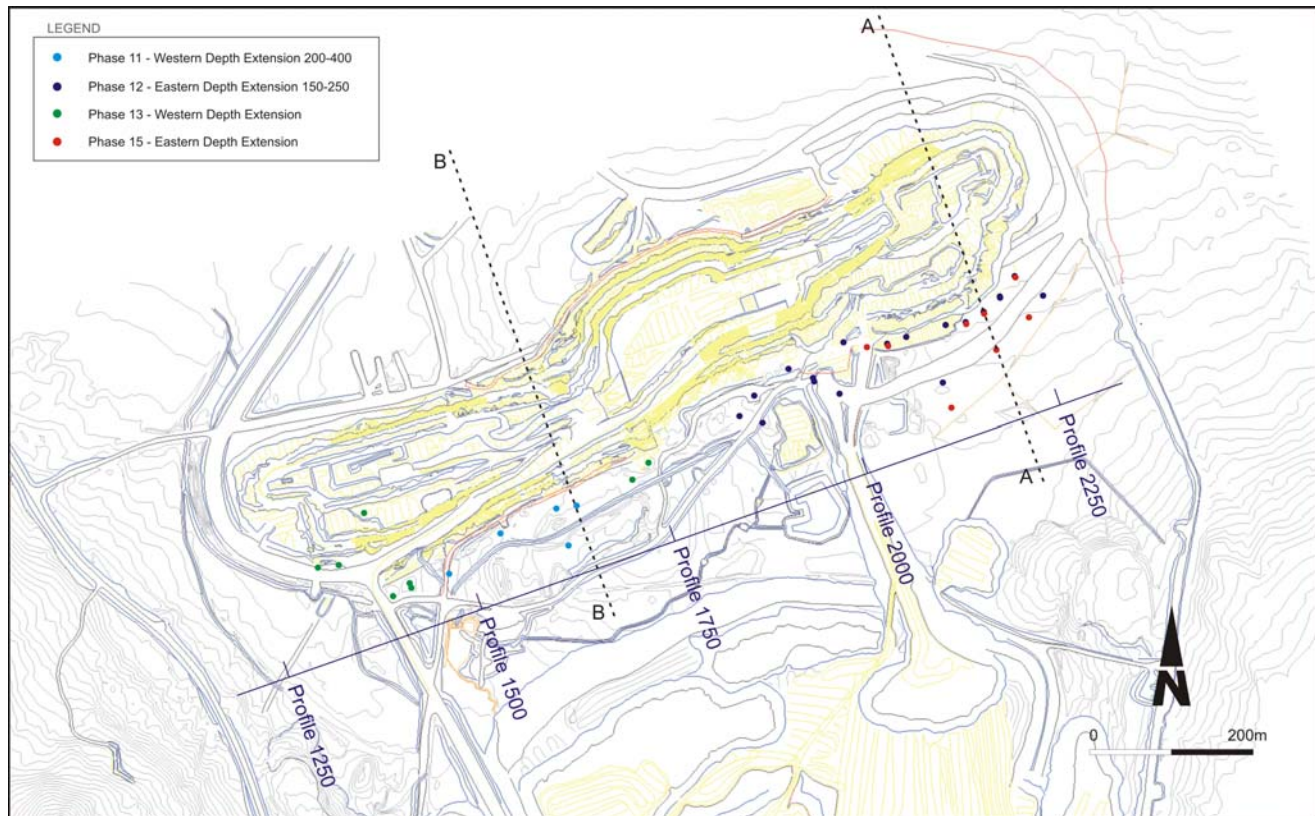 LEGEND
Phase 11 - Western Depth Extension 200-400
Phase 12 - Eastern Depth Extension 150-250
Phase 13 - Western Depth Extension
Phase 15 - Eastern Depth Extension
A
B
A
B
Profile 2250
Profile 2000
Profile 1750
Profile 1500
Profile 1250
N
0 200m